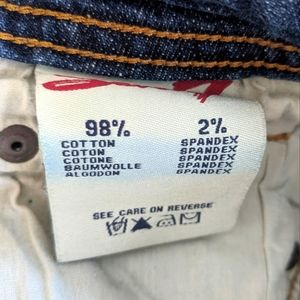 98% 2%
COTTON SPANDEX
COTON SPANDEX
COTONE SPANDEX
BAUMWOLLE SPANDEX
ALGODON SPANDEX
SEE CARE ON REVERSE